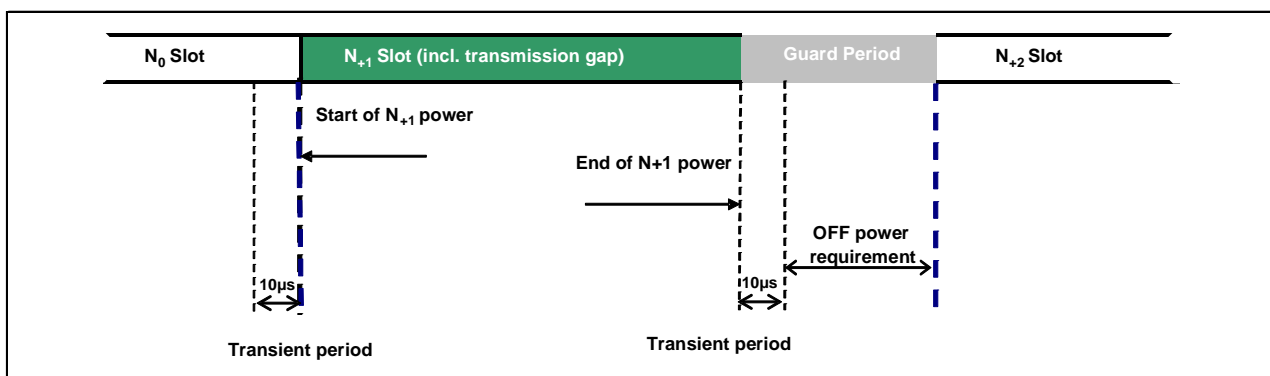 N0 Slot
N+1 Slot (incl. transmission gap)
Guard Period
N+2 Slot
Start of N+1 power
End of N+1 power
OFF power
requirement
10µs
10µs
Transient period
Transient period